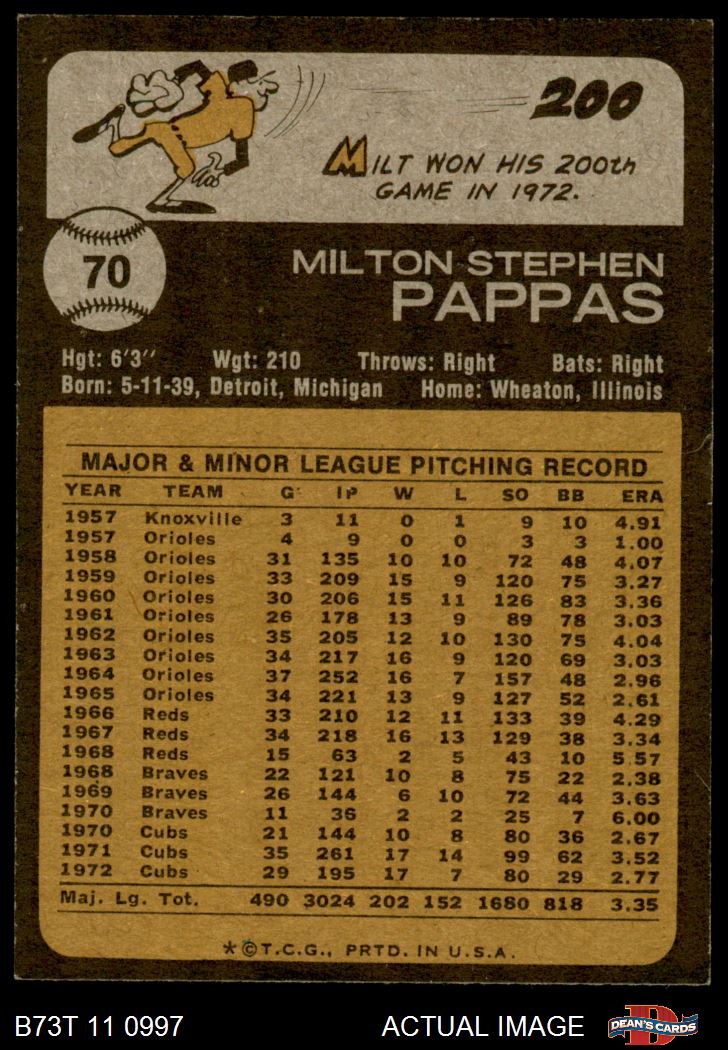 200
MILT WON HIS 200th
GAME IN 1972.
70
MILTON STEPHEN
PAPPAS
Hgt: 6'3" Wgt: 210 Throws: Right Bats: Right
Born: 5-11-39, Detroit, Michigan Home: Wheaton, Illinois
MAJOR & MINOR LEAGUE PITCHING RECORD
YEAR TEAM G IP W L SO BB ERA
1957 Knoxville 3 11 0 1 9 10 4.91
1957 Orioles 4 9 0 0 3 3 1.00
1958 Orioles 31 135 10 10 72 48 4.07
1959 Orioles 33 209 15 9 120 75 3.27
1960 Orioles 30 206 15 11 126 83 3.36
1961 Orioles 26 178 13 9 89 78 3.03
1962 Orioles 35 205 12 10 130 75 4.04
1963 Orioles 34 217 16 9 120 69 3.03
1964 Orioles 37 252 16 7 157 48 2.96
1965 Orioles 34 221 13 9 127 52 2.61
1966 Reds 33 210 12 11 133 39 4.29
1967 Reds 34 218 16 13 129 38 3.34
1968 Reds 15 63 2 5 43 10 5.57
1968 Braves 22 121 10 8 75 22 2.38
1969 Braves 26 144 6 10 72 44 3.63
1970 Braves 11 36 2 2 25 7 6.00
1970 Cubs 21 144 10 8 80 36 2.67
1971 Cubs 35 261 17 14 99 62 3.52
1972 Cubs 29 195 17 7 80 29 2.77
Maj. Lg. Tot. 490 3024 202 152 1680 818 3.35
*©T.C.G., PRTD. IN U.S.A.
B73T 11 0997 ACTUAL IMAGE DEAN'S CARDS